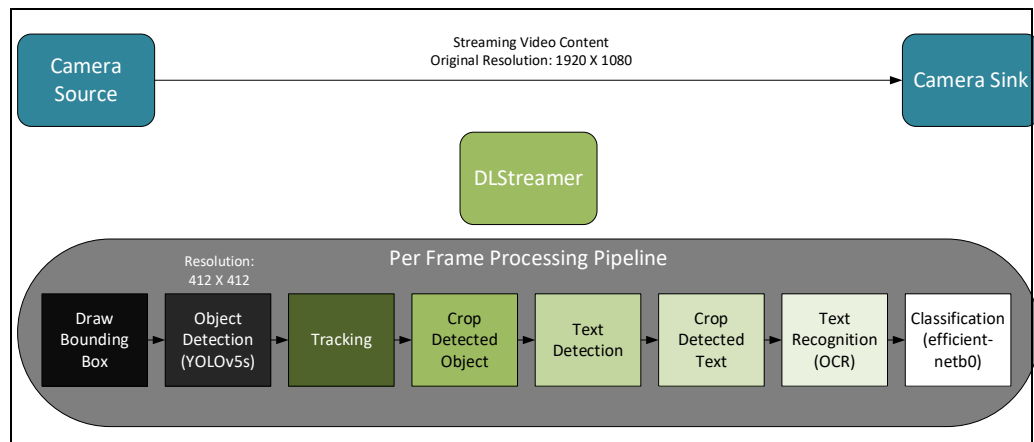 Camera
Source
Streaming Video Content
Original Resolution: 1920 X 1080
Camera Sink
DLStreamer
Per Frame Processing Pipeline
Resolution:
412 X 412
Draw
Bounding
Box
Object
Detection
(YOLOv5s)
Tracking
Crop
Detected
Object
Text
Detection
Crop
Detected
Text
Text
Recognition
(OCR)
Classification
(efficient-
netb0)